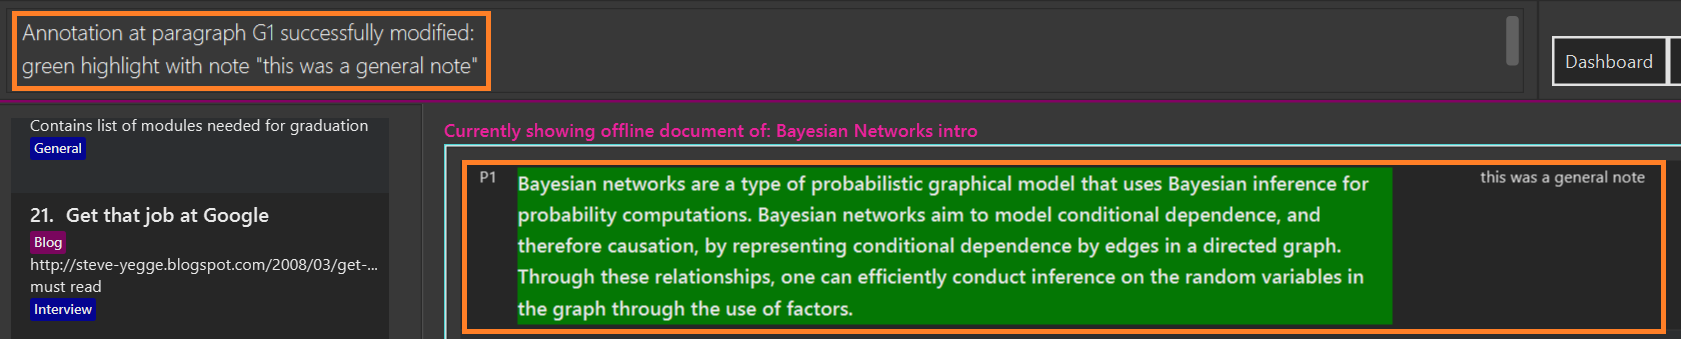 Annotation at paragraph G1 successfully modified:
green highlight with note "this was a general note"
Dashboard
Contains list of modules needed for graduation
General
21. Get that job at Google
Blog
http://steve-yegge.blogspot.com/2008/03/get-...
must read
Interview
Currently showing offline document of: Bayesian Networks intro
P1
Bayesian networks are a type of probabilistic graphical model that uses Bayesian inference for
probability computations. Bayesian networks aim to model conditional dependence, and
therefore causation, by representing conditional dependence by edges in a directed graph.
Through these relationships, one can efficiently conduct inference on the random variables in
the graph through the use of factors.
this was a general note